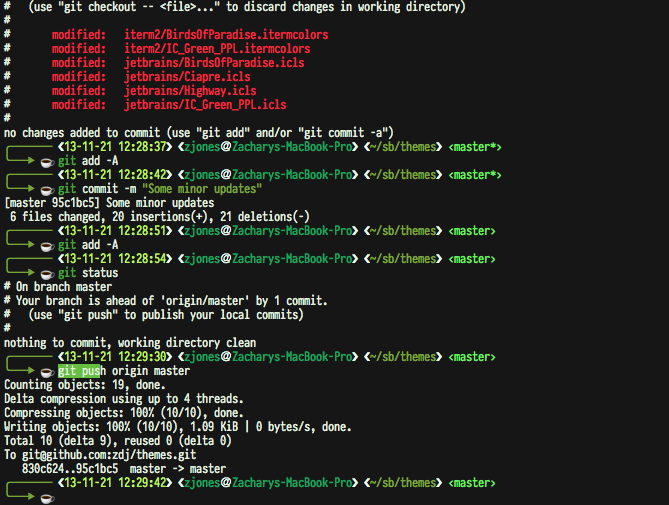 #   (use "git checkout -- <file>..." to discard changes in working directory)
#
#       modified:   iterm2/BirdsOfParadise.itermcolors
#       modified:   iterm2/IC_Green_PPL.itermcolors
#       modified:   jetbrains/BirdsOfParadise.icls
#       modified:   jetbrains/Ciapre.icls
#       modified:   jetbrains/Highway.icls
#       modified:   jetbrains/IC_Green_PPL.icls
#
no changes added to commit (use "git add" and/or "git commit -a")
<13-11-21 12:28:37> <zjones@Zacharys-MacBook-Pro> <~/sb/themes> <master*>
git add -A
<13-11-21 12:28:42> <zjones@Zacharys-MacBook-Pro> <~/sb/themes> <master*>
git commit -m "Some minor updates"
[master 95c1bc5] Some minor updates
 6 files changed, 20 insertions(+), 21 deletions(-)
<13-11-21 12:28:51> <zjones@Zacharys-MacBook-Pro> <~/sb/themes> <master>
git add -A
<13-11-21 12:28:54> <zjones@Zacharys-MacBook-Pro> <~/sb/themes> <master>
git status
# On branch master
# Your branch is ahead of 'origin/master' by 1 commit.
#   (use "git push" to publish your local commits)
#
nothing to commit, working directory clean
<13-11-21 12:29:30> <zjones@Zacharys-MacBook-Pro> <~/sb/themes> <master>
git push origin master
Counting objects: 19, done.
Delta compression using up to 4 threads.
Compressing objects: 100% (10/10), done.
Writing objects: 100% (10/10), 1.09 KiB | 0 bytes/s, done.
Total 10 (delta 9), reused 0 (delta 0)
To git@github.com:zdj/themes.git
   830c624..95c1bc5  master -> master
<13-11-21 12:29:42> <zjones@Zacharys-MacBook-Pro> <~/sb/themes> <master>